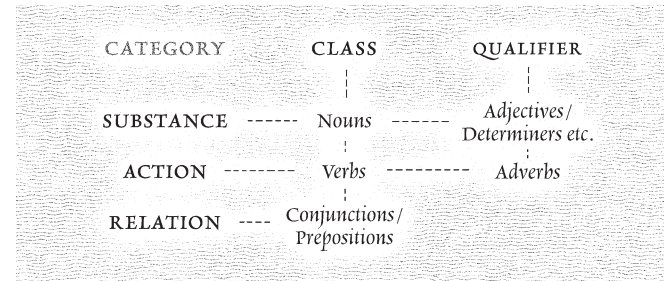 CATEGORY CLASS QUALIFIER
SUBSTANCE Nouns Adjectives/
Determiners etc.
ACTION Verbs Adverbs
RELATION Conjunctions/
Prepositions